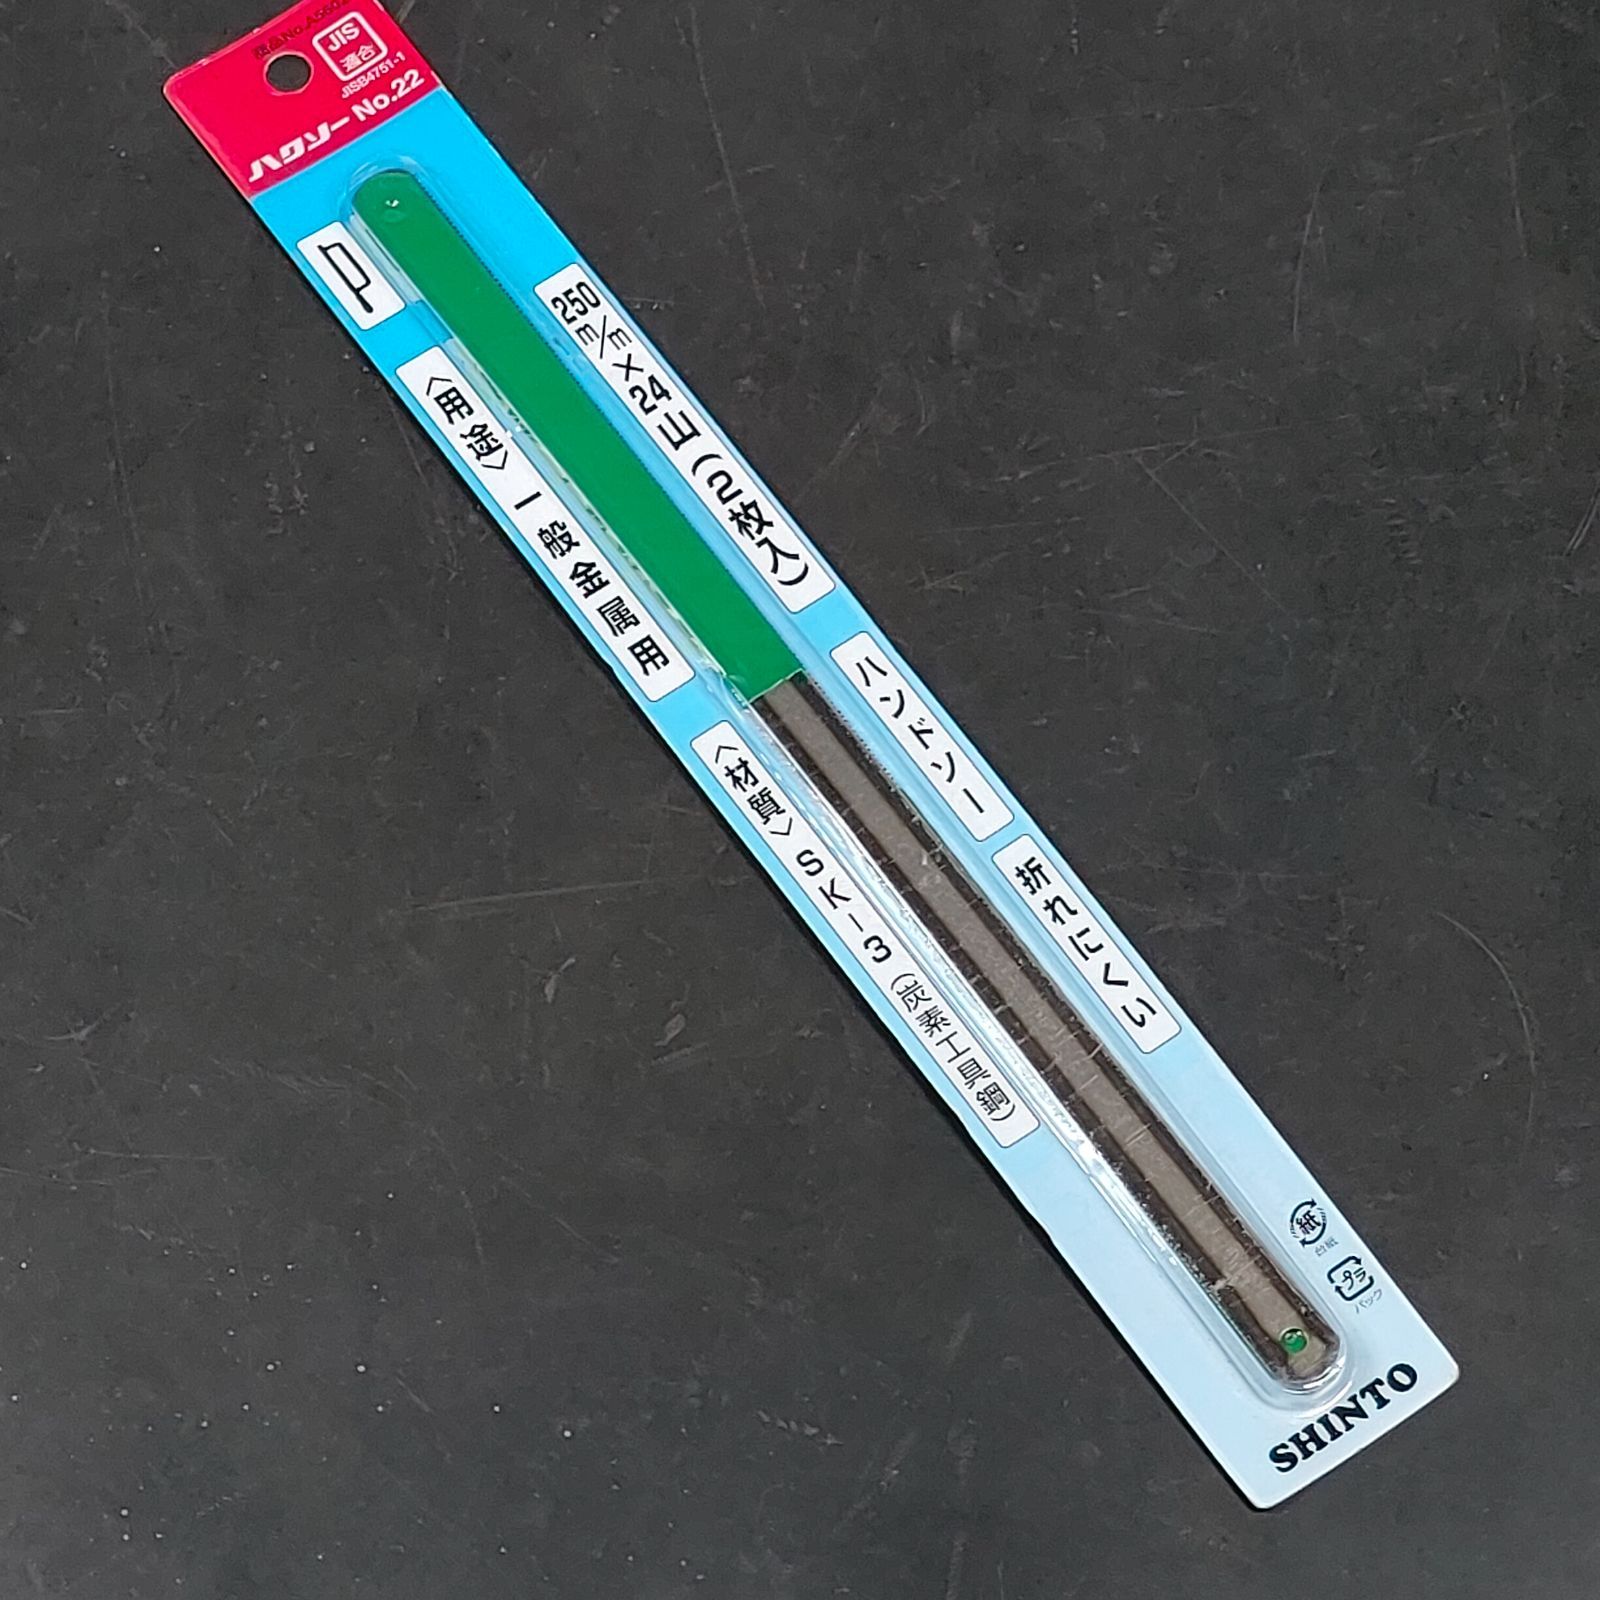 JIS
適合
JISB4751-1
ハクソー No.22
250m/m×24山(2枚入)
〈用途〉一般金属用
ハンドソー
〈材質〉SK-3(炭素工具鋼)
折れにくい
紙
台紙
プラ
パック
SHINTO